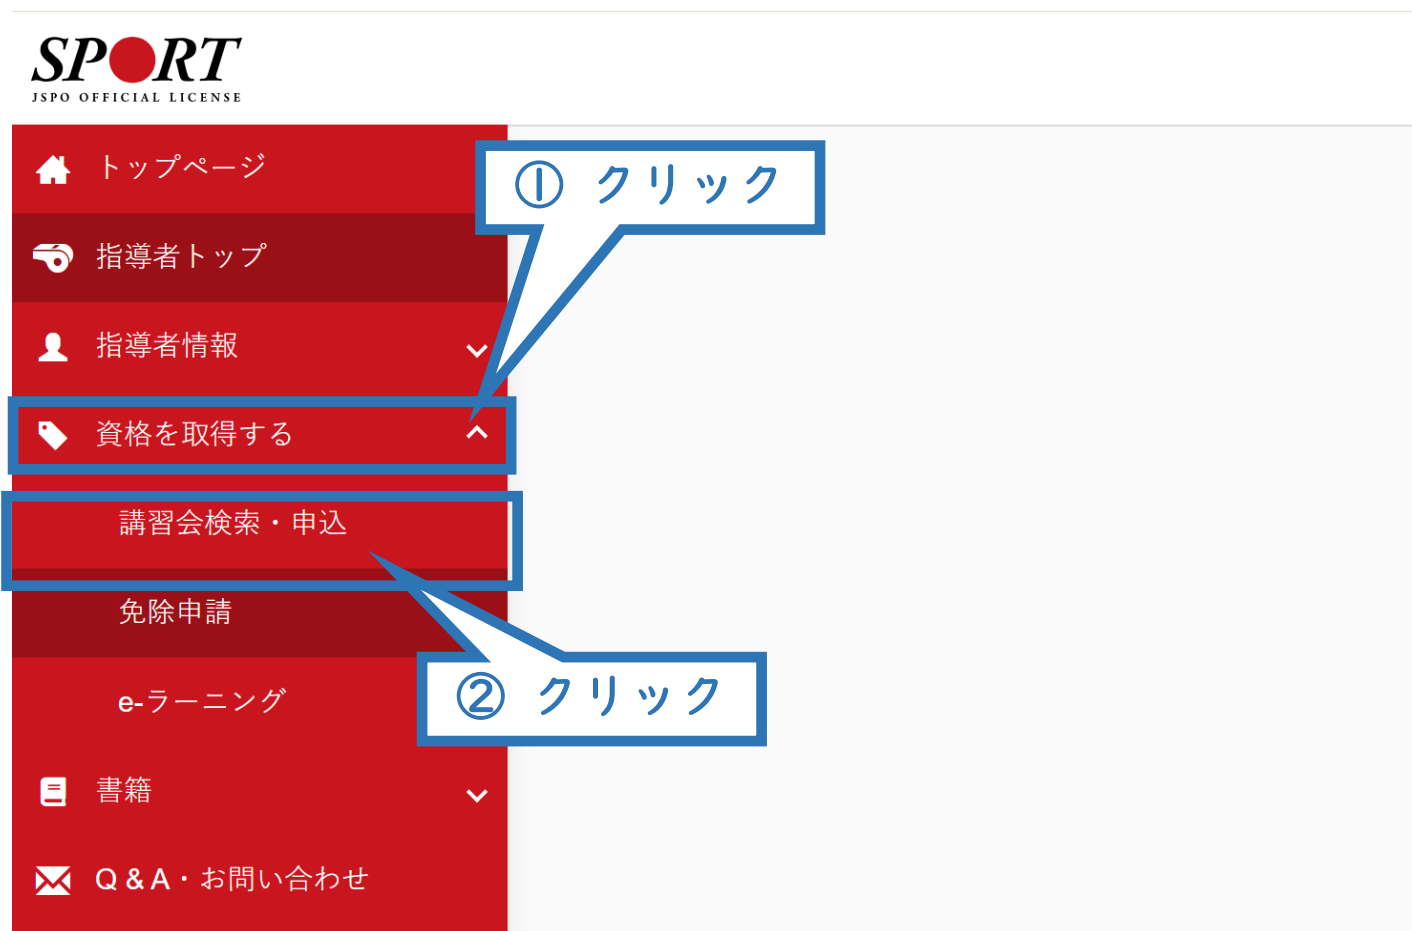 SPORT
JSPO OFFICIAL LICENSE
トップページ
① クリック
指導者トップ
指導者情報
資格を取得する
講習会検索・申込
免除申請
② クリック
e-ラーニング
書籍
Q & A・お問い合わせ